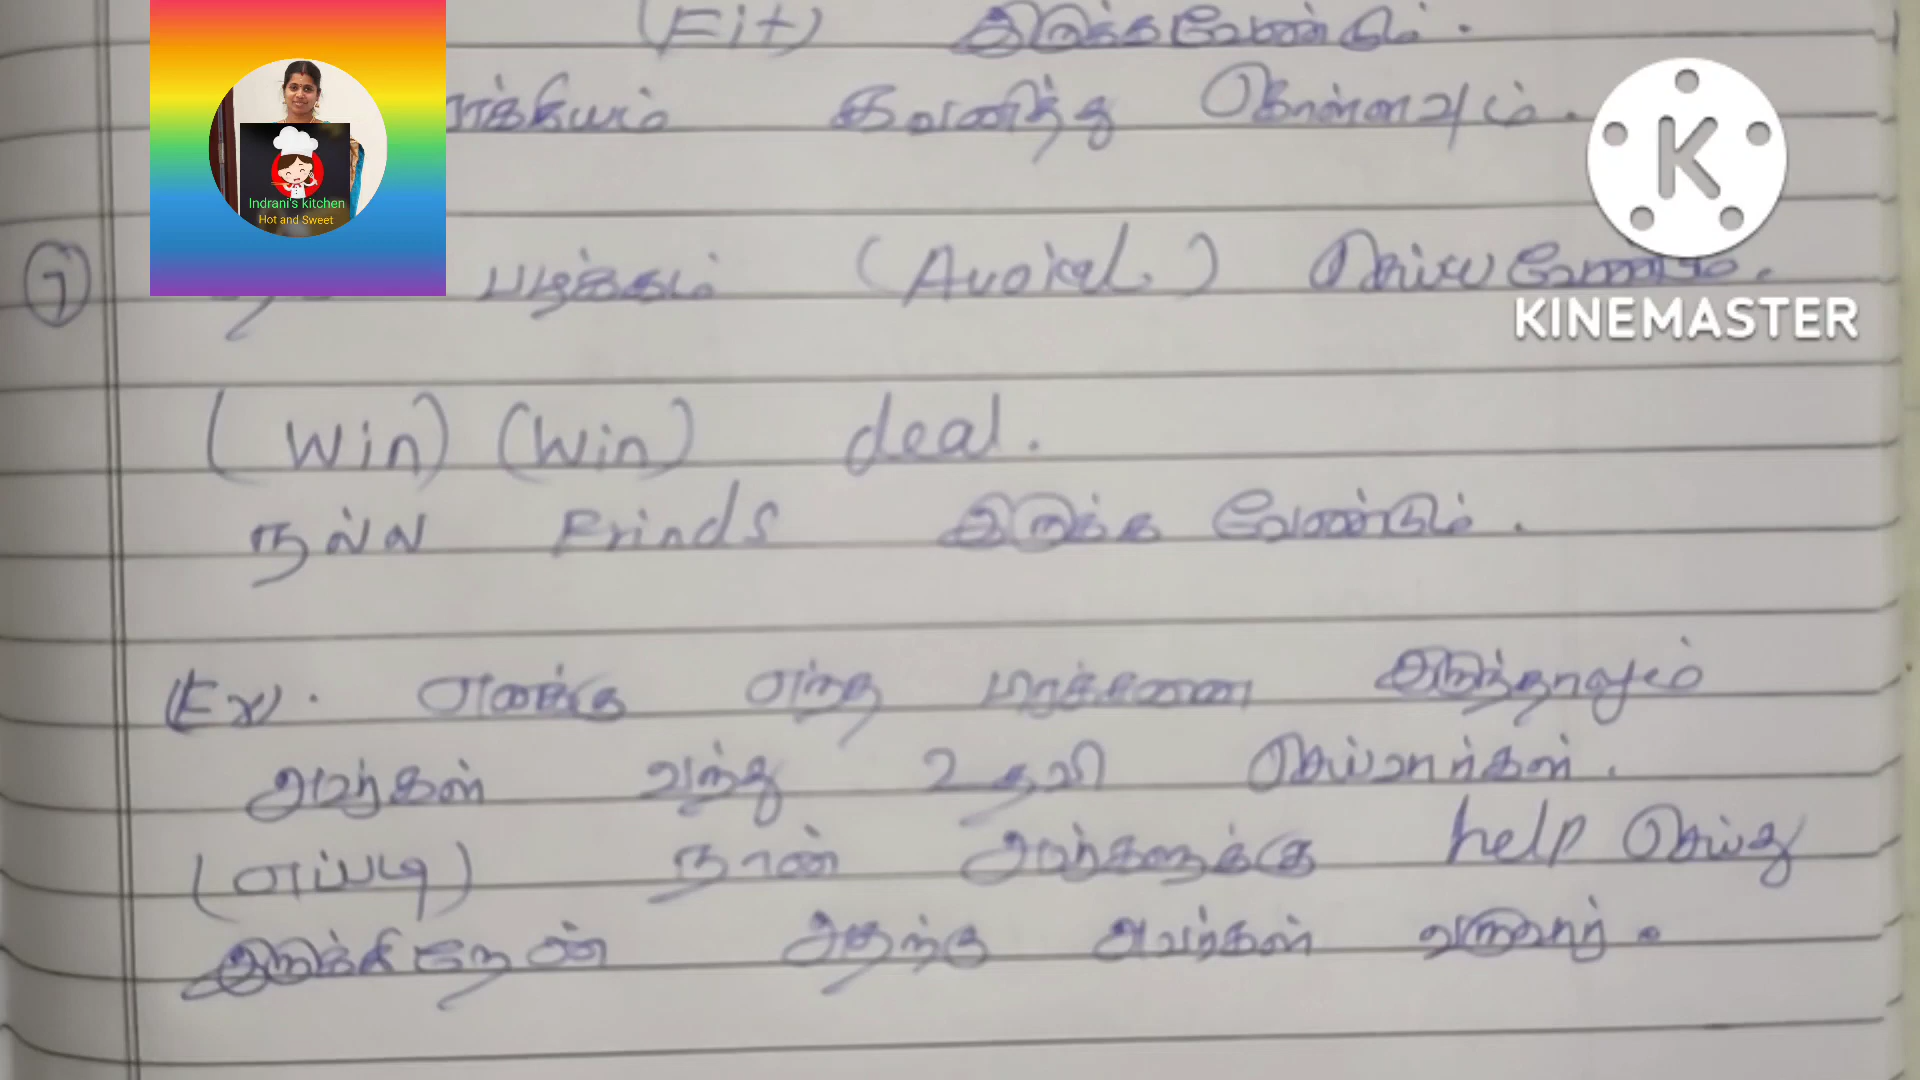 (Fit) இருக்கவேண்டும்.
கவனித்து கொள்ளவும்.
Indrani's kitchen
Hot and Sweet
7 பழக்கம் (Avoid) செய்யவேண்டும்.
KINEMASTER
(Win) (Win) deal.
நல்ல Frinds இருக்க வேண்டும்.
(Ex). எனக்கு எந்த பிரச்சனை இருந்தாலும்
அவர்கள் வந்து உதவி செய்வார்கள்.
(எப்படி) நான் அவர்களுக்கு help செய்து
இருக்கிறேன் அதற்கு அவர்கள் வருவார்.